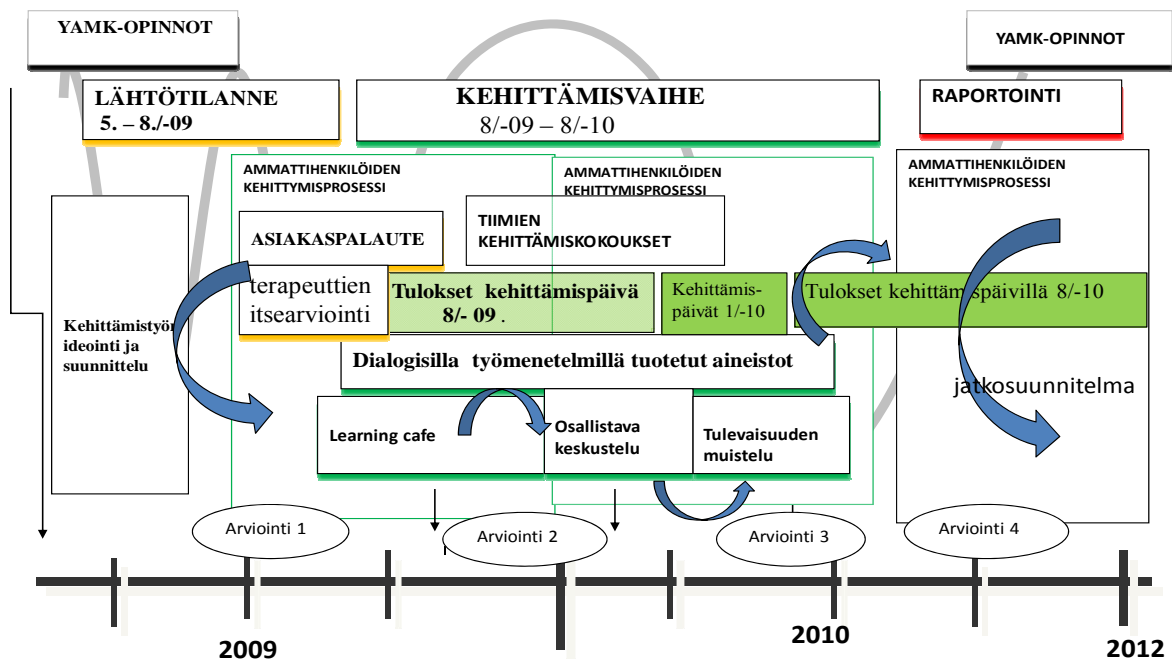 YAMK-OPINNOT
YAMK-OPINNOT
LÄHTÖTILANNE
5. – 8./-09
KEHITTÄMISVAIHE
8/-09 – 8/-10
RAPORTOINTI
AMMATTIHENKILÖIDEN
KEHITTYMISPROSESSI
AMMATTIHENKILÖIDEN
KEHITTYMISPROSESSI
AMMATTIHENKILÖIDEN
KEHITTYMISPROSESSI
ASIAKASPALAUTE
TIIMIEN
KEHITTÄMISKOKOUKSET
terapeuttien
itsearviointi
Tulokset kehittämispäivä
8/- 09 .
Kehittämis-
päivät 1/-10
Tulokset kehittämispäivillä 8/-10
Kehittämistyön
ideointi ja
suunnittelu
Dialogisilla työmenetelmillä tuotetut aineistot
jatkosuunnitelma
Learning cafe
Osallistava
keskustelu
Tulevaisuuden
muistelu
Arviointi 1
Arviointi 2
Arviointi 3
Arviointi 4
2009
2010
2012